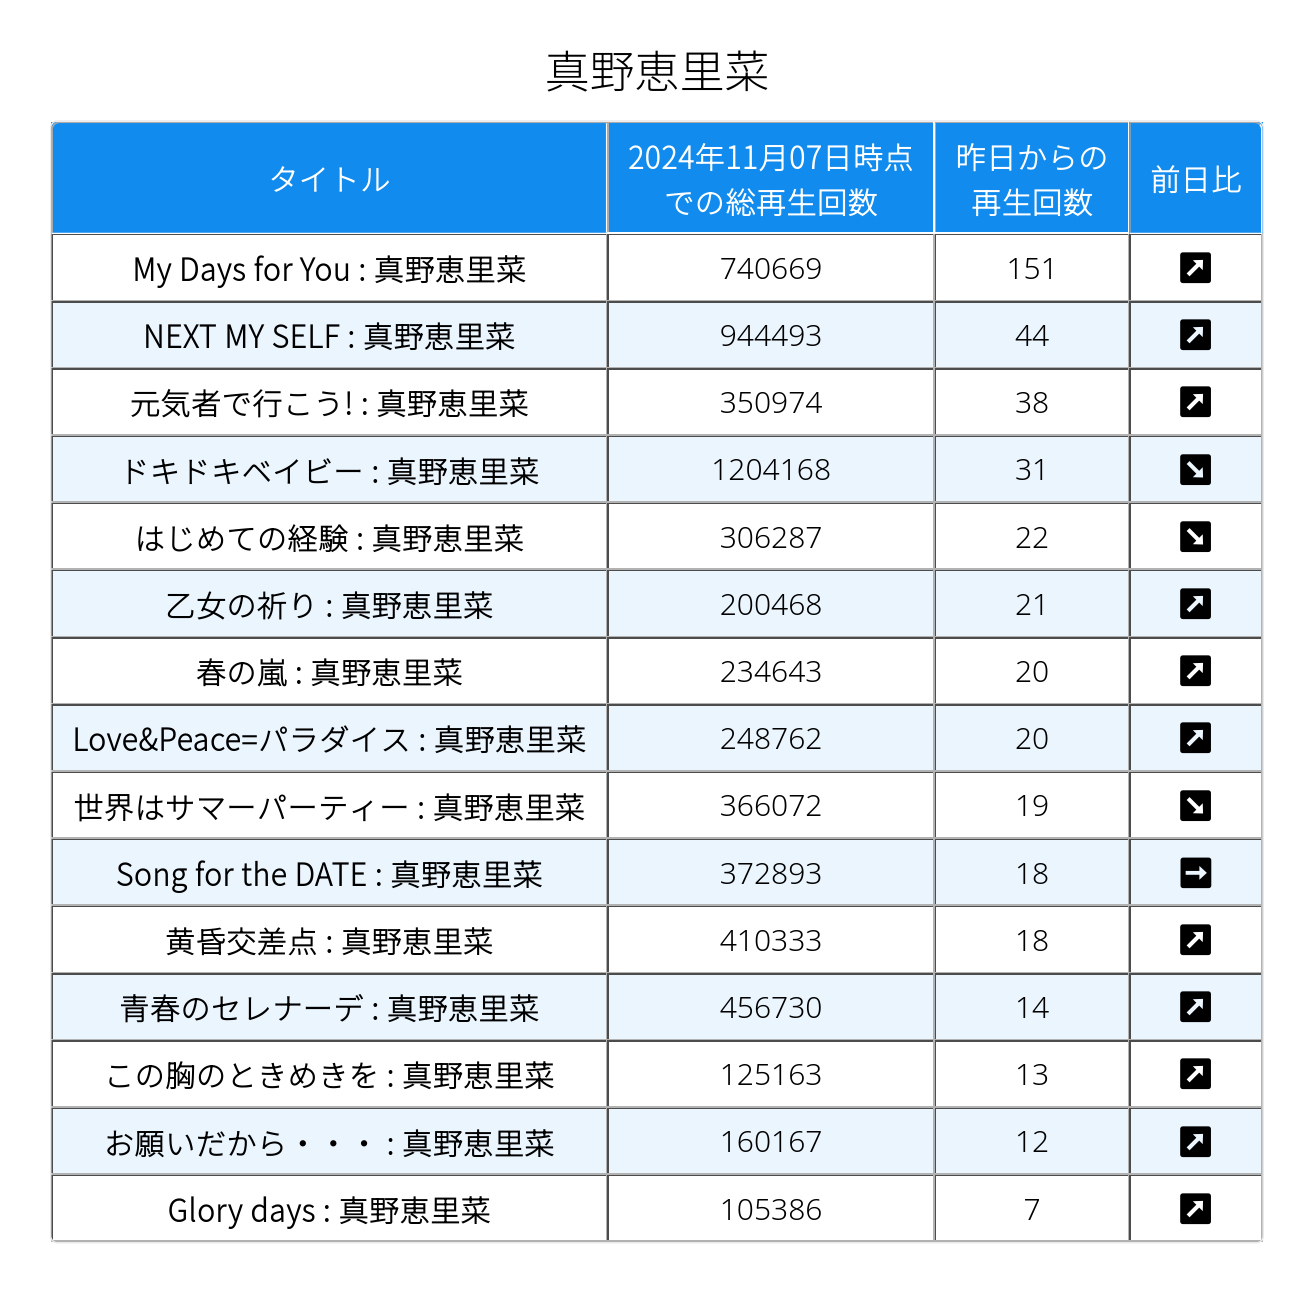 真野恵里菜
タイトル 2024年11月07日時点での総再生回数 昨日からの再生回数 前日比
My Days for You : 真野恵里菜 740669 151 ↗
NEXT MY SELF : 真野恵里菜 944493 44 ↗
元気者で行こう! : 真野恵里菜 350974 38 ↗
ドキドキベイビー : 真野恵里菜 1204168 31 ↘
はじめての経験 : 真野恵里菜 306287 22 ↘
乙女の祈り : 真野恵里菜 200468 21 ↗
春の嵐 : 真野恵里菜 234643 20 ↗
Love&Peace=パラダイス : 真野恵里菜 248762 20 ↗
世界はサマーパーティー : 真野恵里菜 366072 19 ↘
Song for the DATE : 真野恵里菜 372893 18 →
黄昏交差点 : 真野恵里菜 410333 18 ↗
青春のセレナーデ : 真野恵里菜 456730 14 ↗
この胸のときめきを : 真野恵里菜 125163 13 ↗
お願いだから・・・ : 真野恵里菜 160167 12 ↗
Glory days : 真野恵里菜 105386 7 ↗